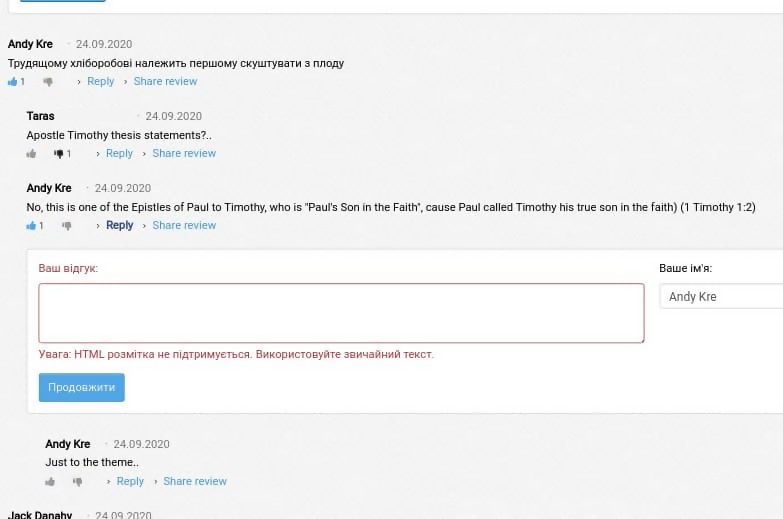 Andy Kre · 24.09.2020
Трудящому хліборобові належить першому скуштувати з плоду
1 › Reply › Share review
Taras · 24.09.2020
Apostle Timothy thesis statements?..
1 › Reply › Share review
Andy Kre · 24.09.2020
No, this is one of the Epistles of Paul to Timothy, who is "Paul's Son in the Faith", cause Paul called Timothy his true son in the faith) (1 Timothy 1:2)
1 › Reply › Share review
Ваш відгук:
Ваше ім'я:
Andy Kre
Увага: HTML розмітка не підтримується. Використовуйте звичайний текст.
Продовжити
Andy Kre · 24.09.2020
Just to the theme..
› Reply › Share review
Jack Danahy · 24.09.2020